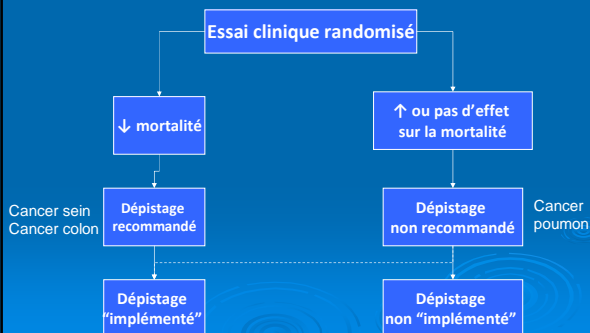 Essai clinique randomisé
↓ mortalité
↑ ou pas d'effet
sur la mortalité
Cancer sein
Cancer colon
Dépistage
recommandé
Dépistage
non recommandé
Cancer
poumon
Dépistage
"implémenté"
Dépistage
non "implémenté"